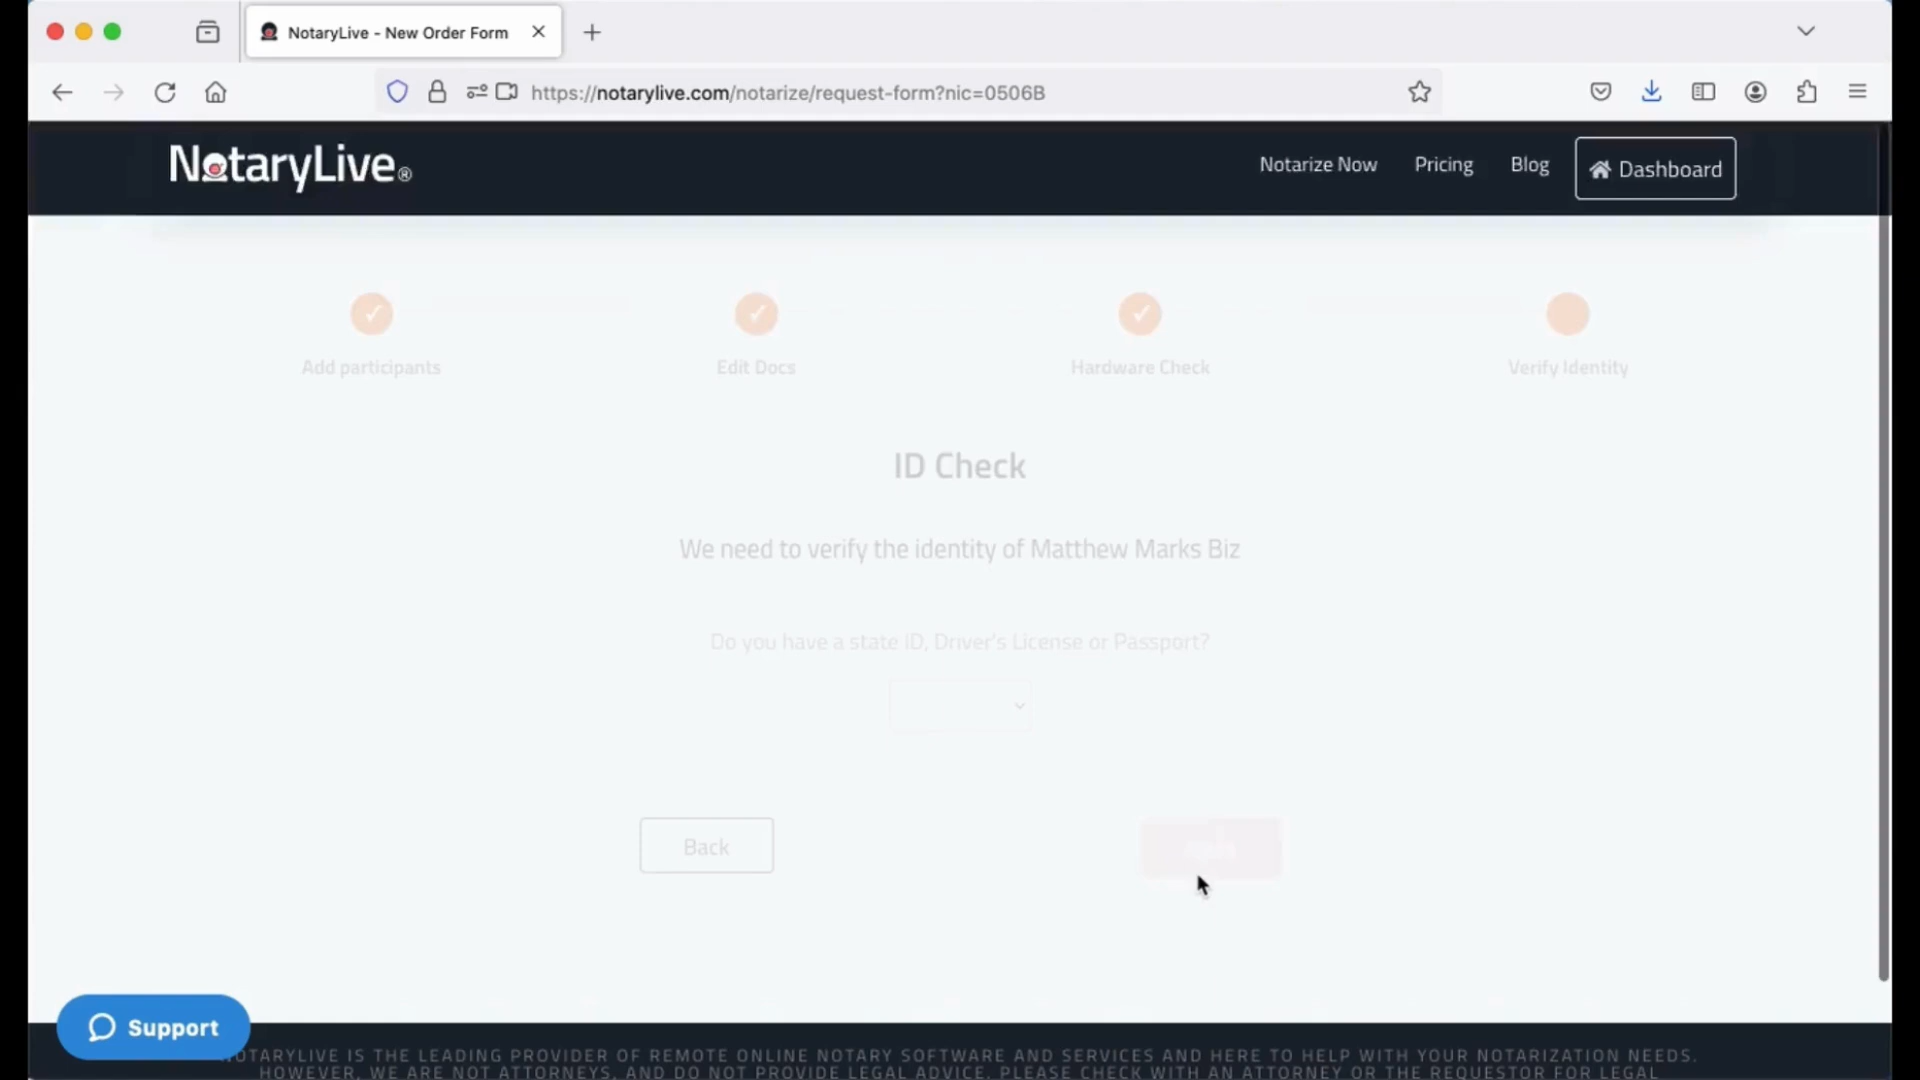 NotaryLive - New Order Form
https://notarylive.com/notarize/request-form?nic=0506B
NotaryLive®
Notarize Now
Pricing
Blog
Dashboard
Add participants
Edit Docs
Hardware Check
Verify Identity
ID Check
We need to verify the identity of Matthew Marks Biz
Do you have a state ID, Driver's License or Passport?
Back
Support
NOTARYLIVE IS THE LEADING PROVIDER OF REMOTE ONLINE NOTARY SOFTWARE AND SERVICES AND HERE TO HELP WITH YOUR NOTARIZATION NEEDS.
HOWEVER, WE ARE NOT ATTORNEYS, AND DO NOT PROVIDE LEGAL ADVICE. PLEASE CHECK WITH AN ATTORNEY OR THE REQUESTOR FOR LEGAL